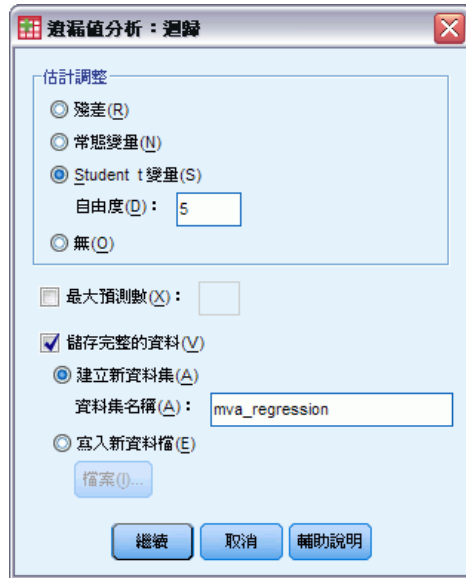 遺漏值分析：迴歸
估計調整
殘差(R)
常態變量(N)
Student t 變量(S)
自由度(D)： 5
無(O)
最大預測數(X)：
儲存完整的資料(V)
建立新資料集(A)
資料集名稱(A)： mva_regression
寫入新資料檔(E)
檔案(I)...
繼續 取消 輔助說明